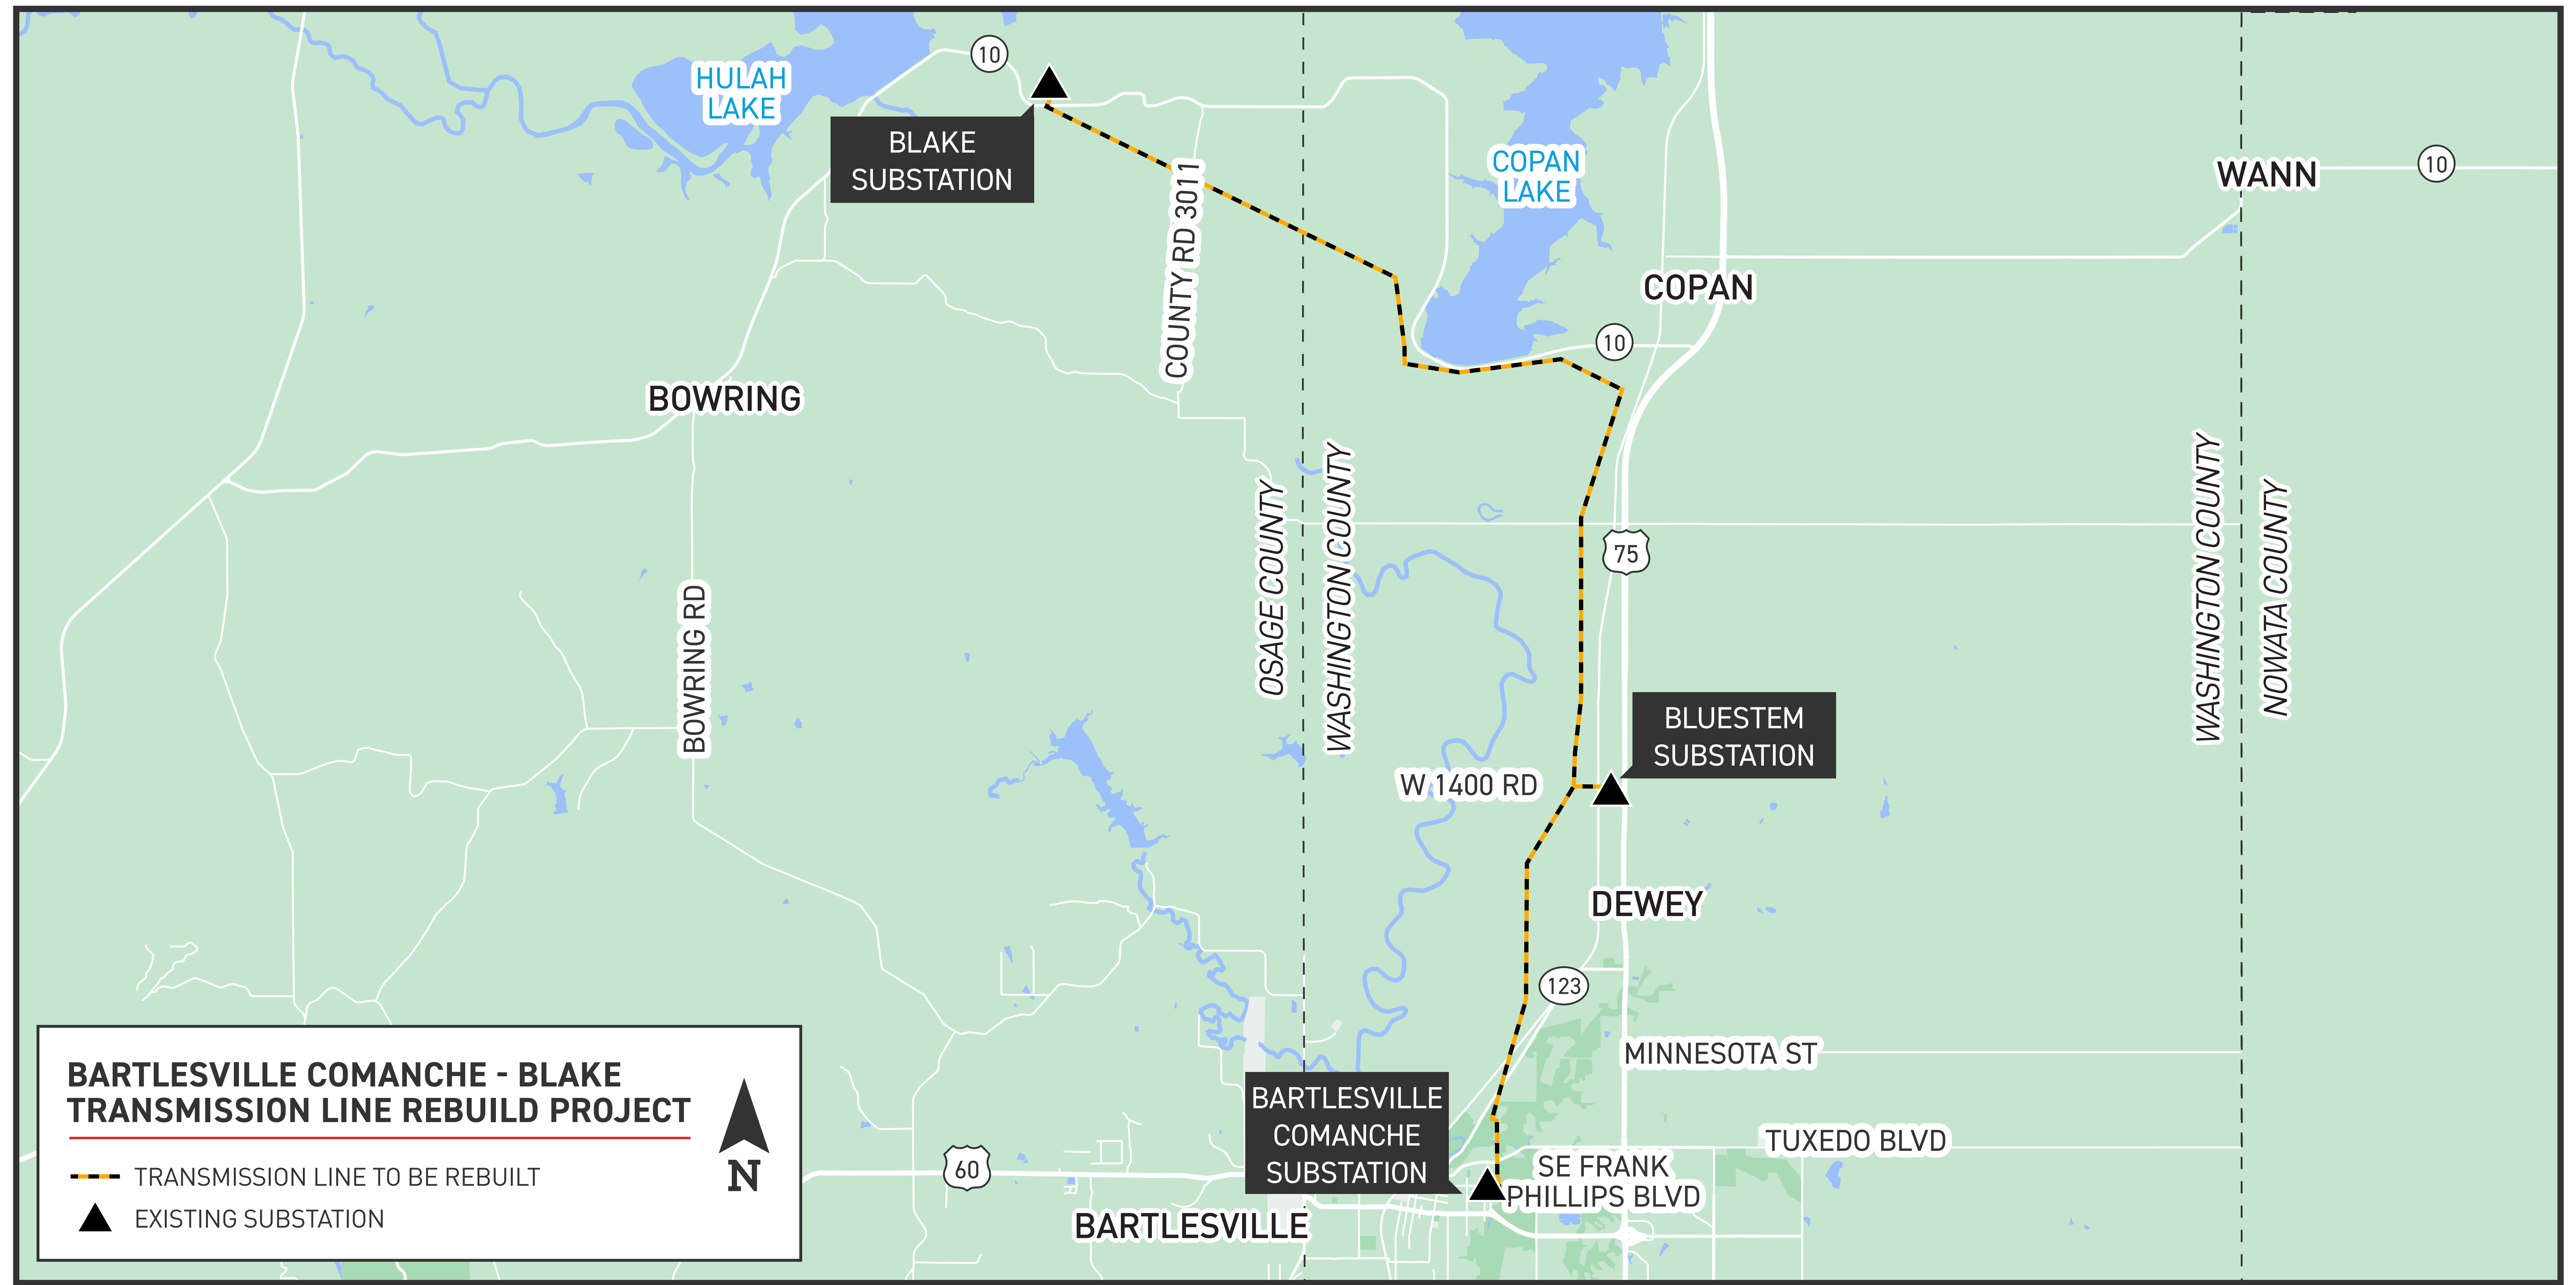 HULAH
LAKE
10
BLAKE
SUBSTATION
COUNTY RD 3011
COPAN
LAKE
WANN
10
COPAN
10
BOWRING
BOWRING RD
OSAGE COUNTY
WASHINGTON COUNTY
75
WASHINGTON COUNTY
NOWATA COUNTY
BLUESTEM
SUBSTATION
W 1400 RD
DEWEY
123
MINNESOTA ST
BARTLESVILLE
COMANCHE
SUBSTATION
TUXEDO BLVD
SE FRANK
PHILLIPS BLVD
60
BARTLESVILLE
BARTLESVILLE COMANCHE - BLAKE
TRANSMISSION LINE REBUILD PROJECT
N
TRANSMISSION LINE TO BE REBUILT
EXISTING SUBSTATION